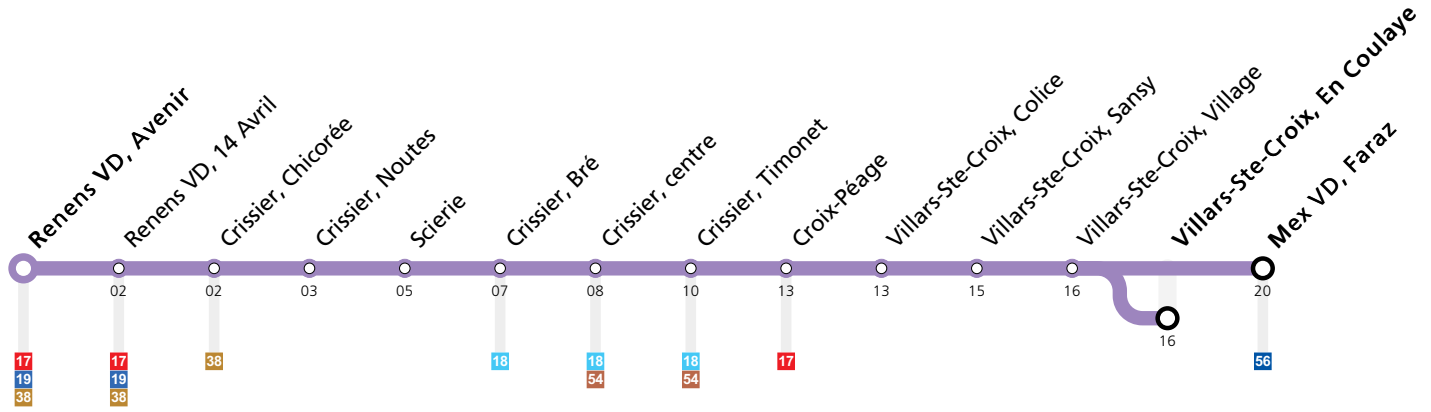 Renens VD, Avenir
Renens VD, 14 Avril
Crissier, Chicorée
Crissier, Noutes
Scierie
Crissier, Bré
Crissier, centre
Crissier, Timonet
Croix-Péage
Villars-Ste-Croix, Colice
Villars-Ste-Croix, Sansy
Villars-Ste-Croix, Village
Villars-Ste-Croix, En Coulaye
Mex VD, Faraz
02 02 03 05 07 08 10 13 13 15 16 20
16
17 17 38 18 18 18 17 56
19 19 54 54
38 38